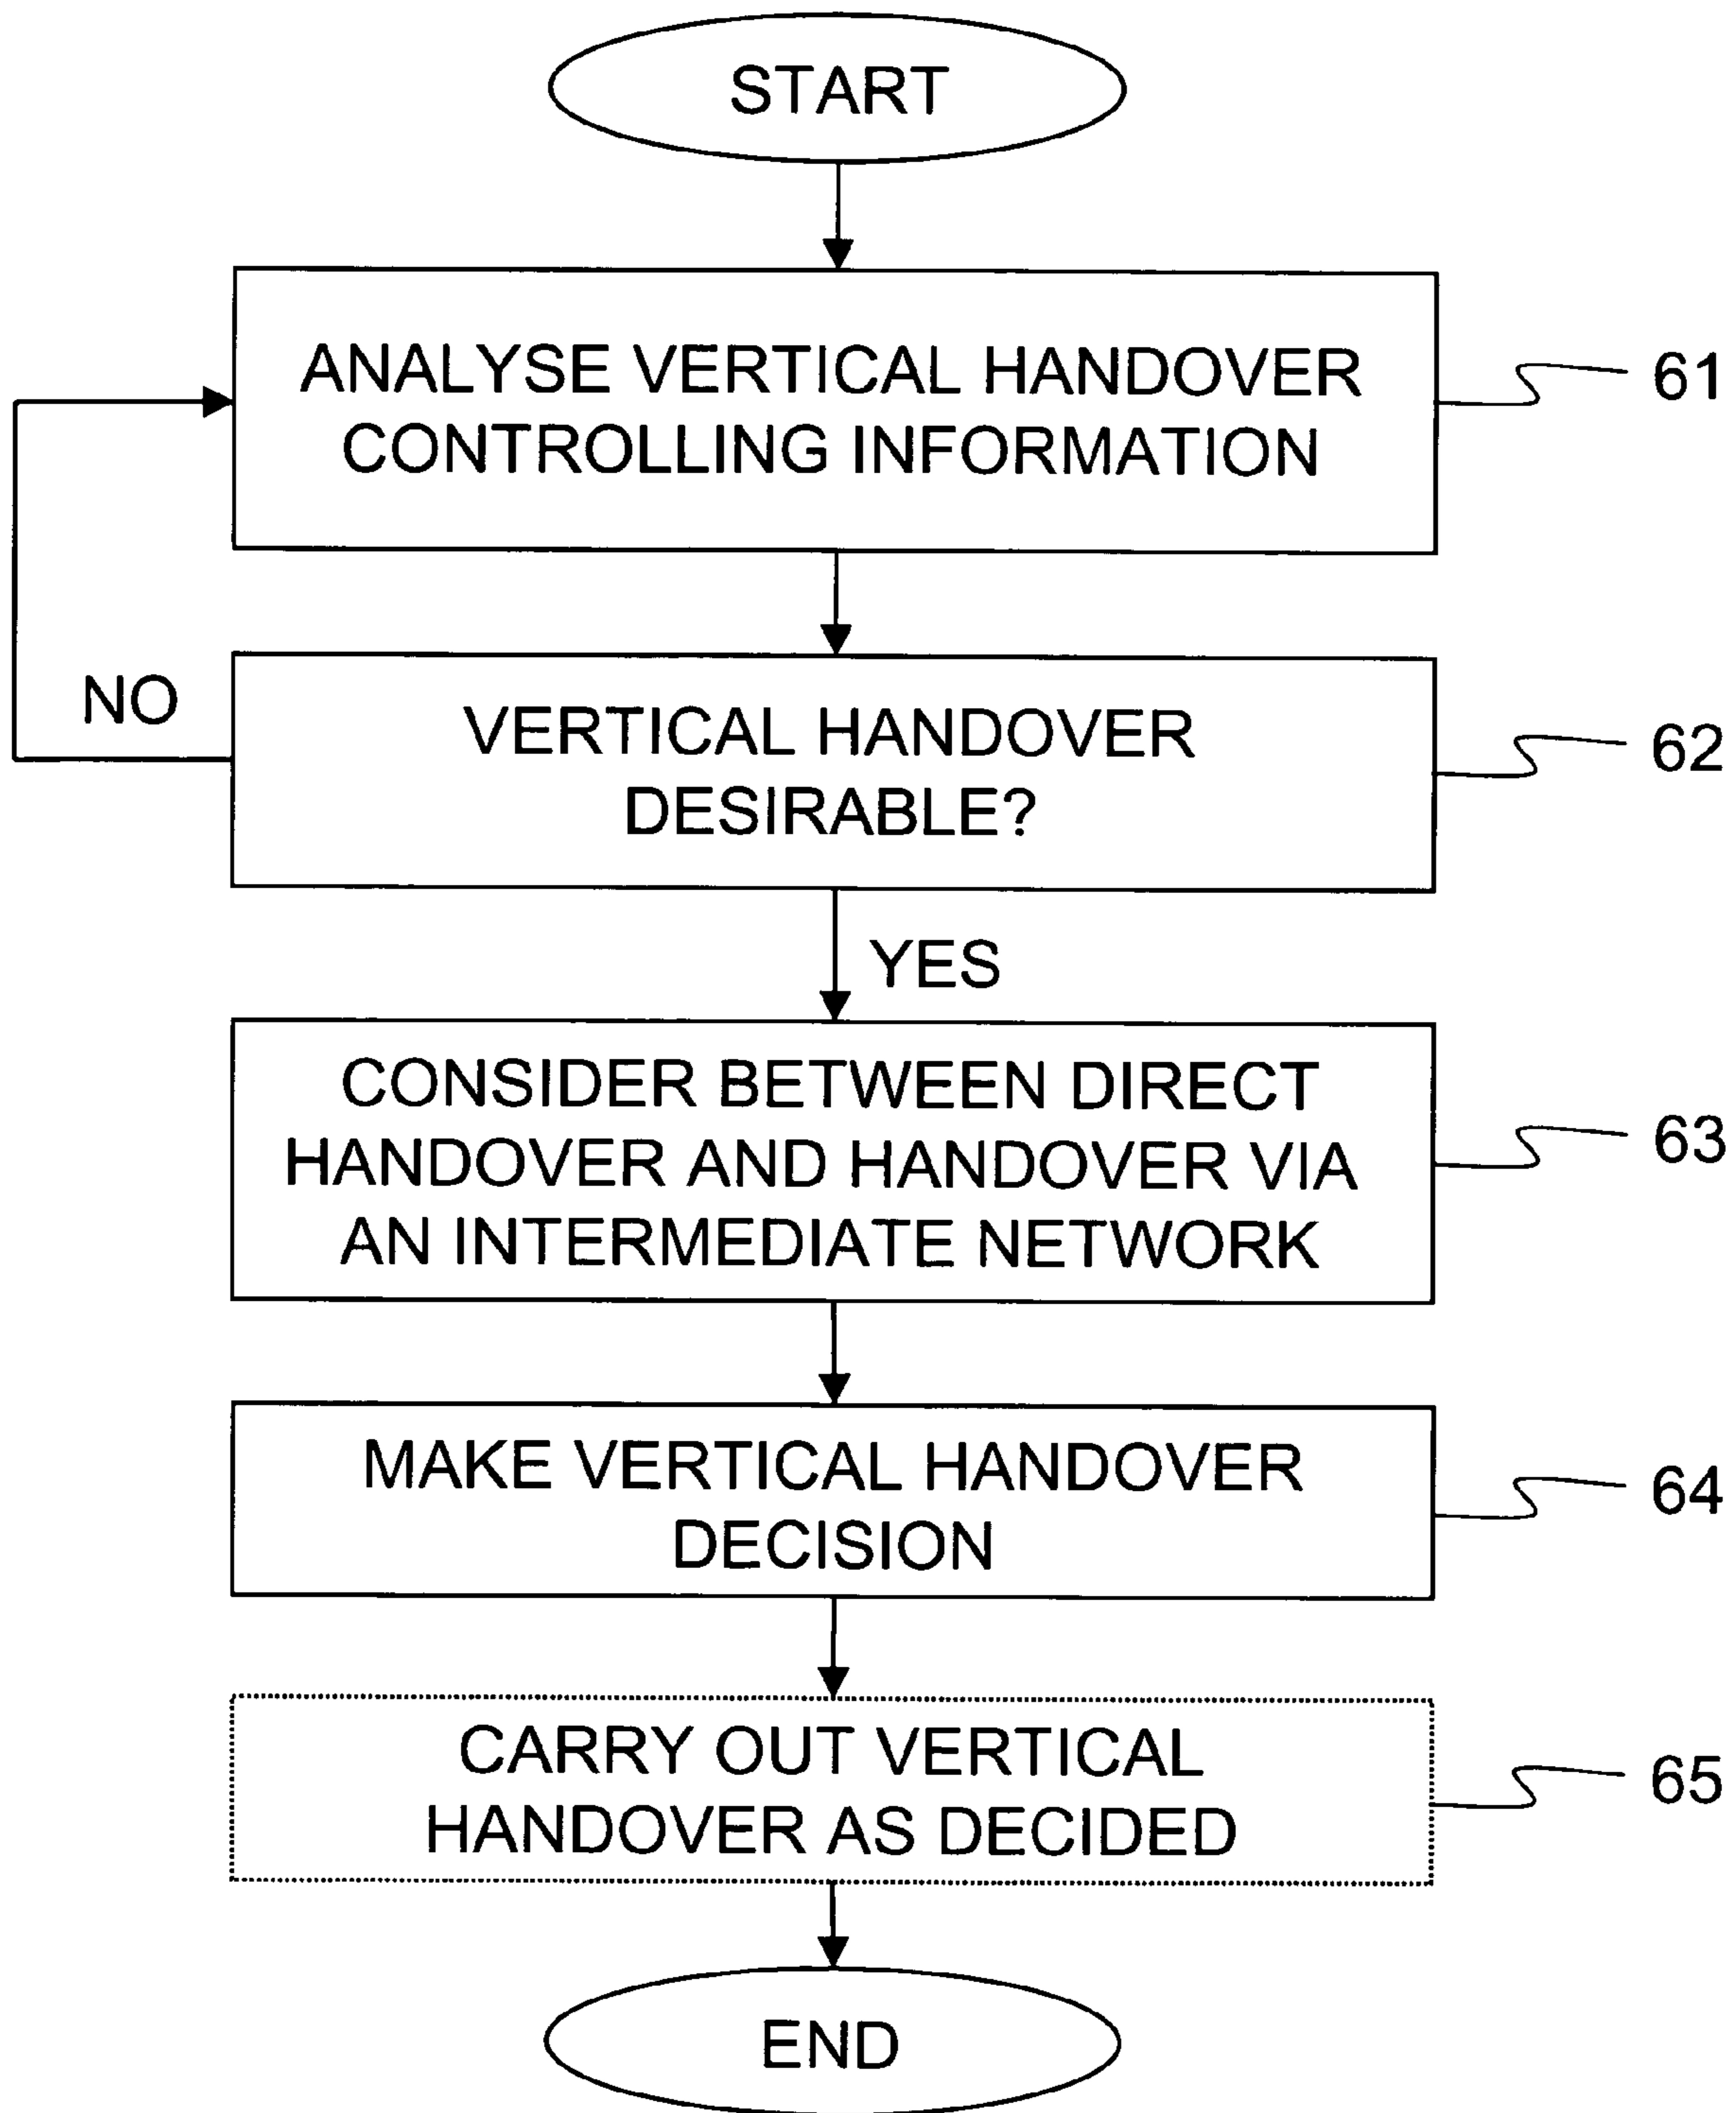 START
ANALYSE VERTICAL HANDOVER
CONTROLLING INFORMATION
61
NO
VERTICAL HANDOVER
DESIRABLE?
62
YES
CONSIDER BETWEEN DIRECT
HANDOVER AND HANDOVER VIA
AN INTERMEDIATE NETWORK
63
MAKE VERTICAL HANDOVER
DECISION
64
CARRY OUT VERTICAL
HANDOVER AS DECIDED
65
END